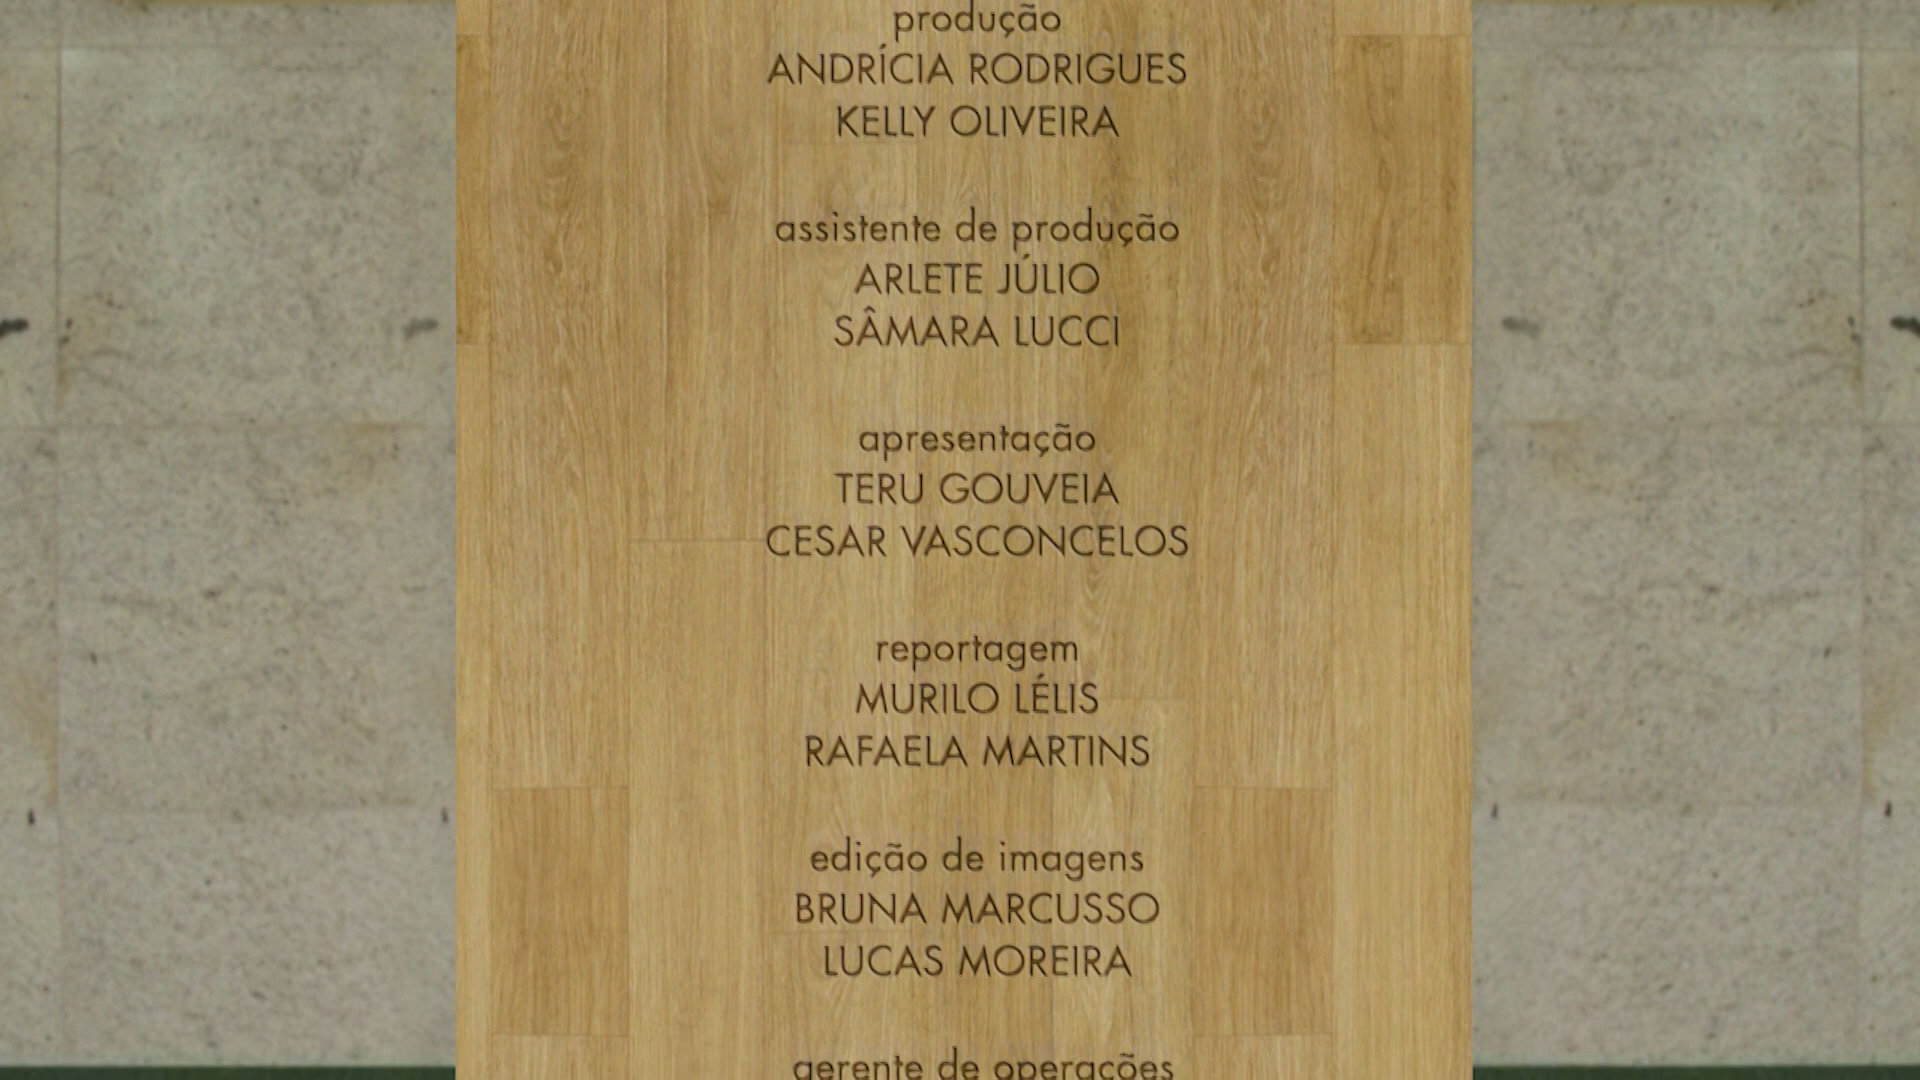 produção
ANDRÍCIA RODRIGUES
KELLY OLIVEIRA
assistente de produção
ARLETE JÚLIO
SÂMARA LUCCI
apresentação
TERU GOUVEIA
CESAR VASCONCELOS
reportagem
MURILO LÉLIS
RAFAELA MARTINS
edição de imagens
BRUNA MARCUSSO
LUCAS MOREIRA
gerente de operações